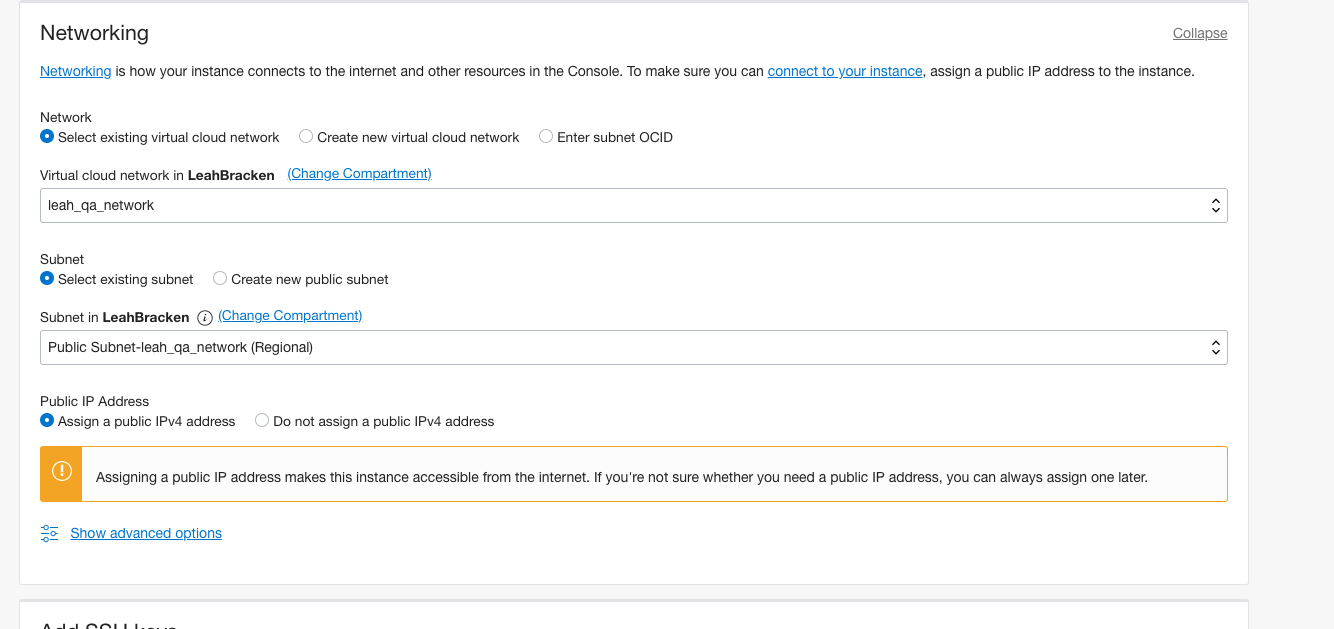 Networking
Collapse
Networking is how your instance connects to the internet and other resources in the Console. To make sure you can connect to your instance, assign a public IP address to the instance.
Network
Select existing virtual cloud network Create new virtual cloud network Enter subnet OCID
Virtual cloud network in LeahBracken (Change Compartment)
leah_qa_network
Subnet
Select existing subnet Create new public subnet
Subnet in LeahBracken (Change Compartment)
Public Subnet-leah_qa_network (Regional)
Public IP Address
Assign a public IPv4 address Do not assign a public IPv4 address
Assigning a public IP address makes this instance accessible from the internet. If you're not sure whether you need a public IP address, you can always assign one later.
Show advanced options
Add SSH keys